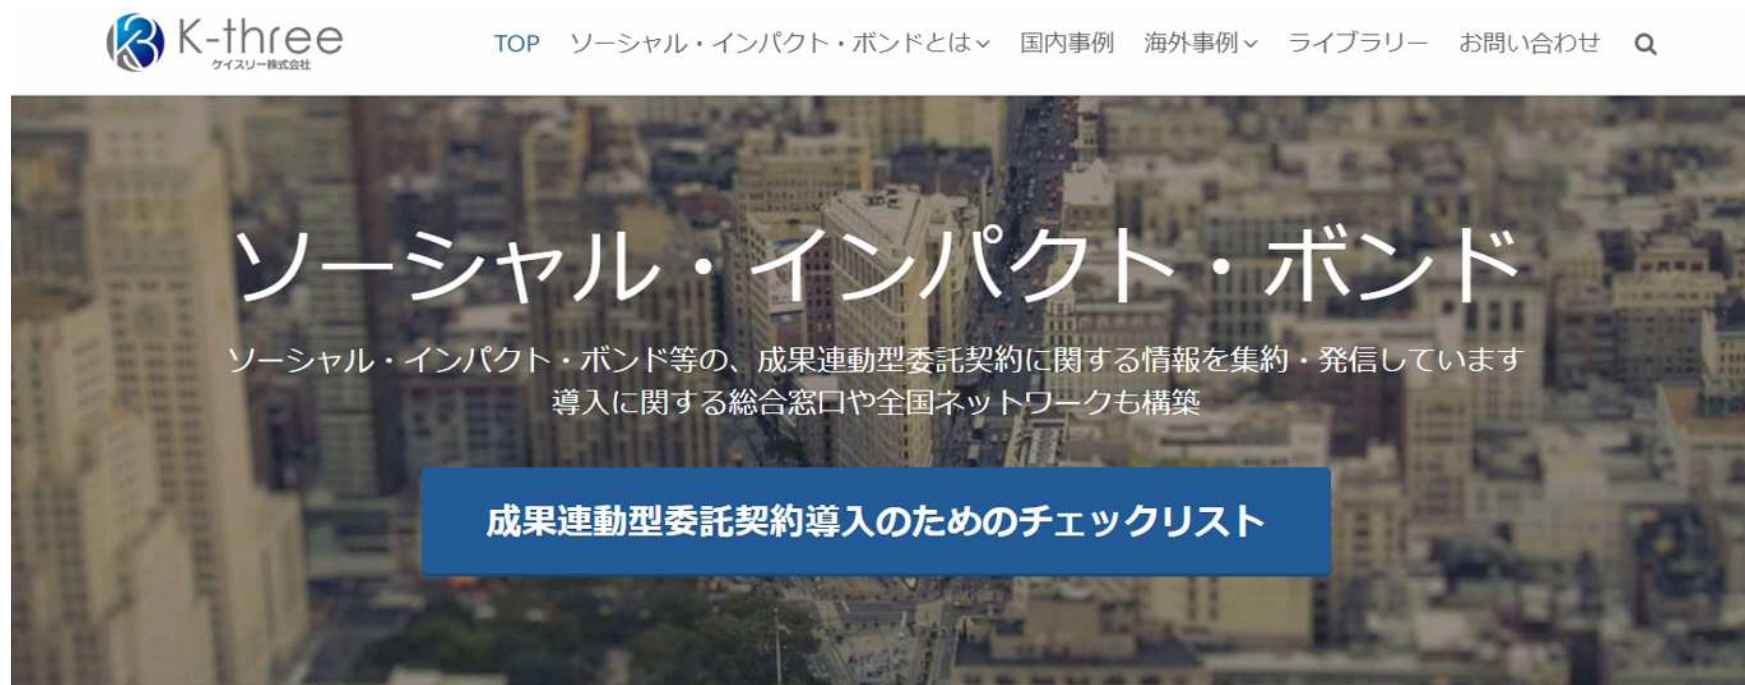 K-three
ケイスリー株式会社
TOP ソーシャル・インパクト・ボンドとは 国内事例 海外事例 ライブラリー お問い合わせ
ソーシャル・インパクト・ボンド
ソーシャル・インパクト・ボンド等の、成果連動型委託契約に関する情報を集約・発信しています
導入に関する総合窓口や全国ネットワークも構築
成果連動型委託契約導入のためのチェックリスト